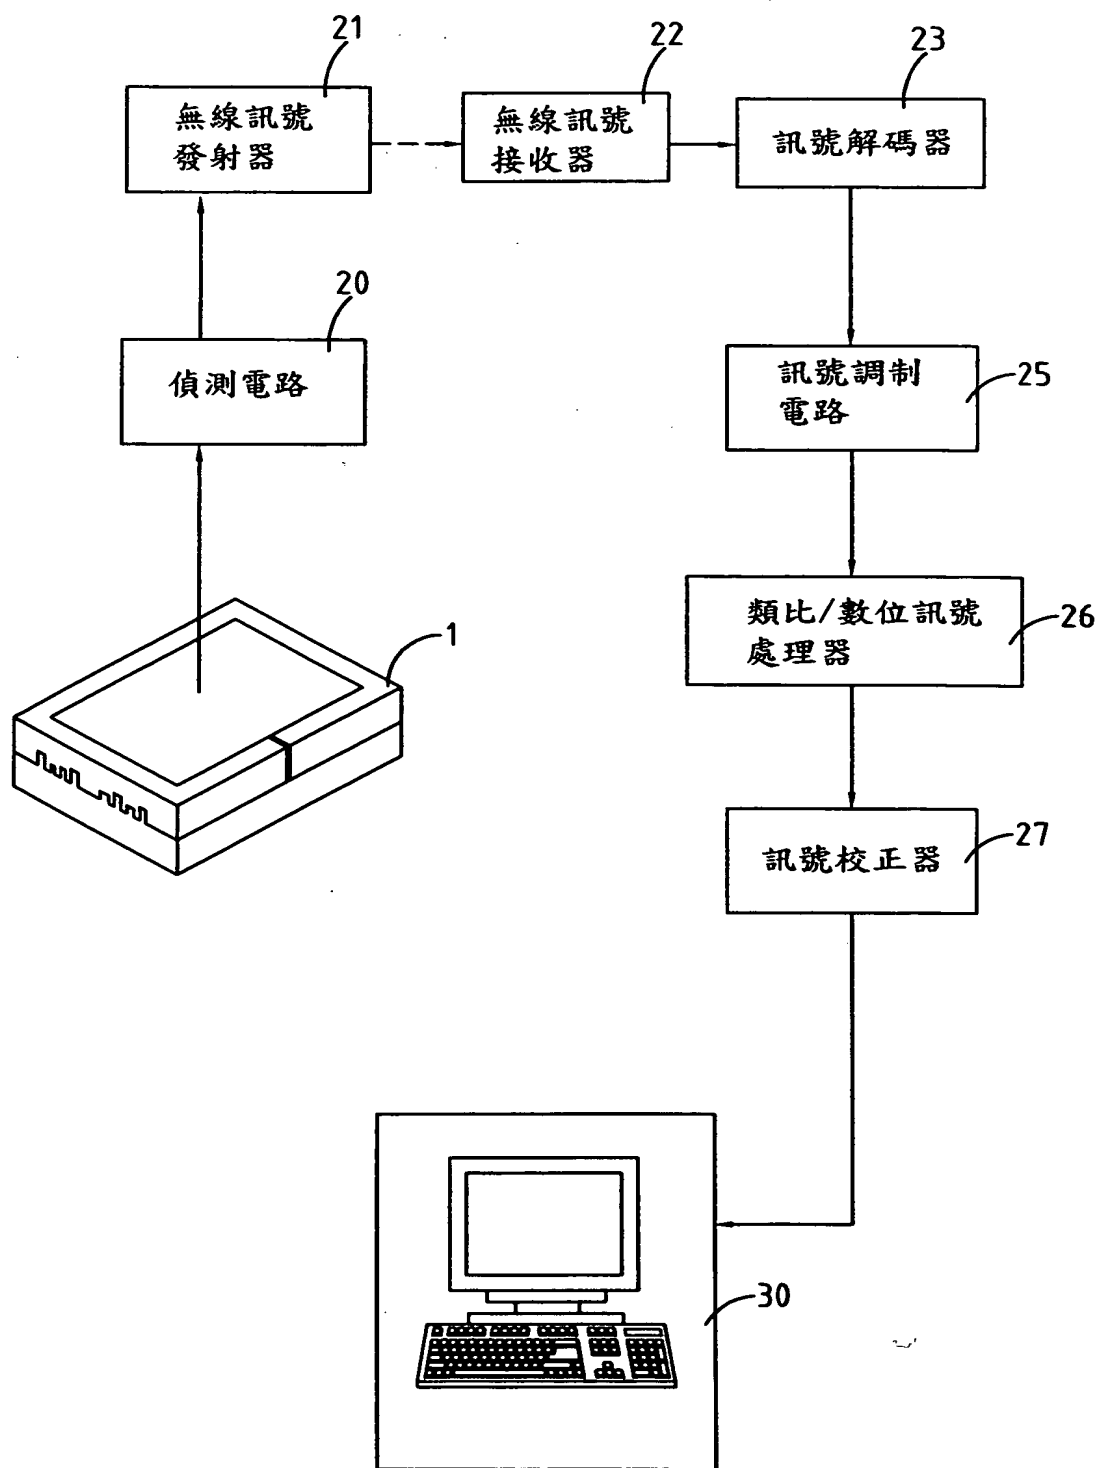 21
22
23
無線訊號
發射器
無線訊號
接收器
訊號解碼器
20
偵測電路
訊號調制
電路
25
1
類比/數位訊號
處理器
26
訊號校正器
27
30